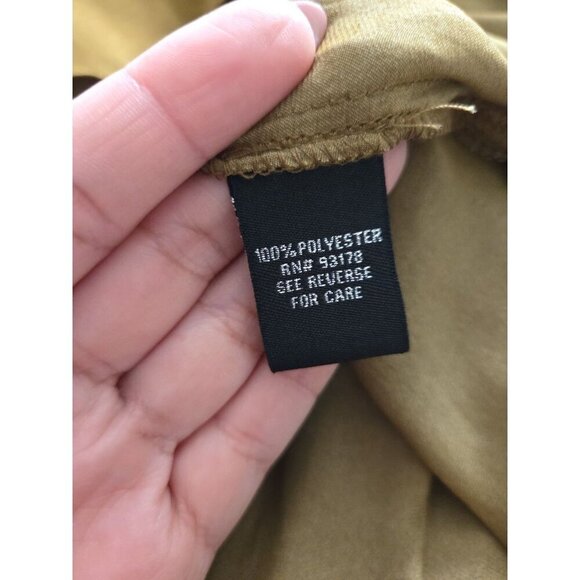 100% POLYESTER
RN# 93178
SEE REVERSE
FOR CARE